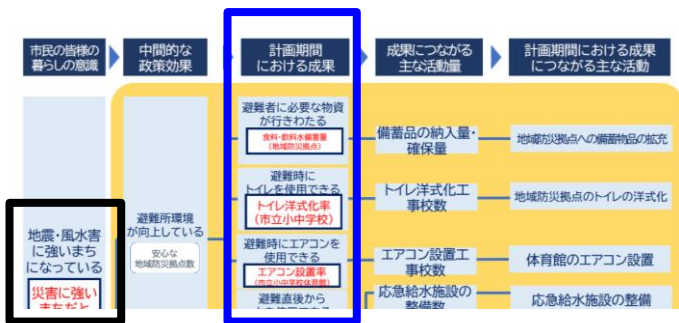 市民の皆様の
暮らしの意識
中間的な
政策効果
計画期間
における成果
成果につながる
主な活動量
計画期間における成果
につながる主な活動
避難者に必要な物資
が行きわたる
食料・飲料水備蓄量
(地域防災拠点)
備蓄品の納入量・
確保量
地域防災拠点への備蓄物品の拡充
避難時に
トイレを使用できる
トイレ洋式化率
(市立小中学校)
トイレ洋式化工
事校数
地域防災拠点のトイレの洋式化
避難所環境
が向上している
安心な
地域防災拠点数
地震・風水害
に強いまち
になっている
災害に強い
まちだと
避難時にエアコンを
使用できる
エアコン設置率
(市立小中学校体育館)
エアコン設置工
事校数
体育館のエアコン設置
避難直後から
応急給水施設の
整備数
応急給水施設の整備